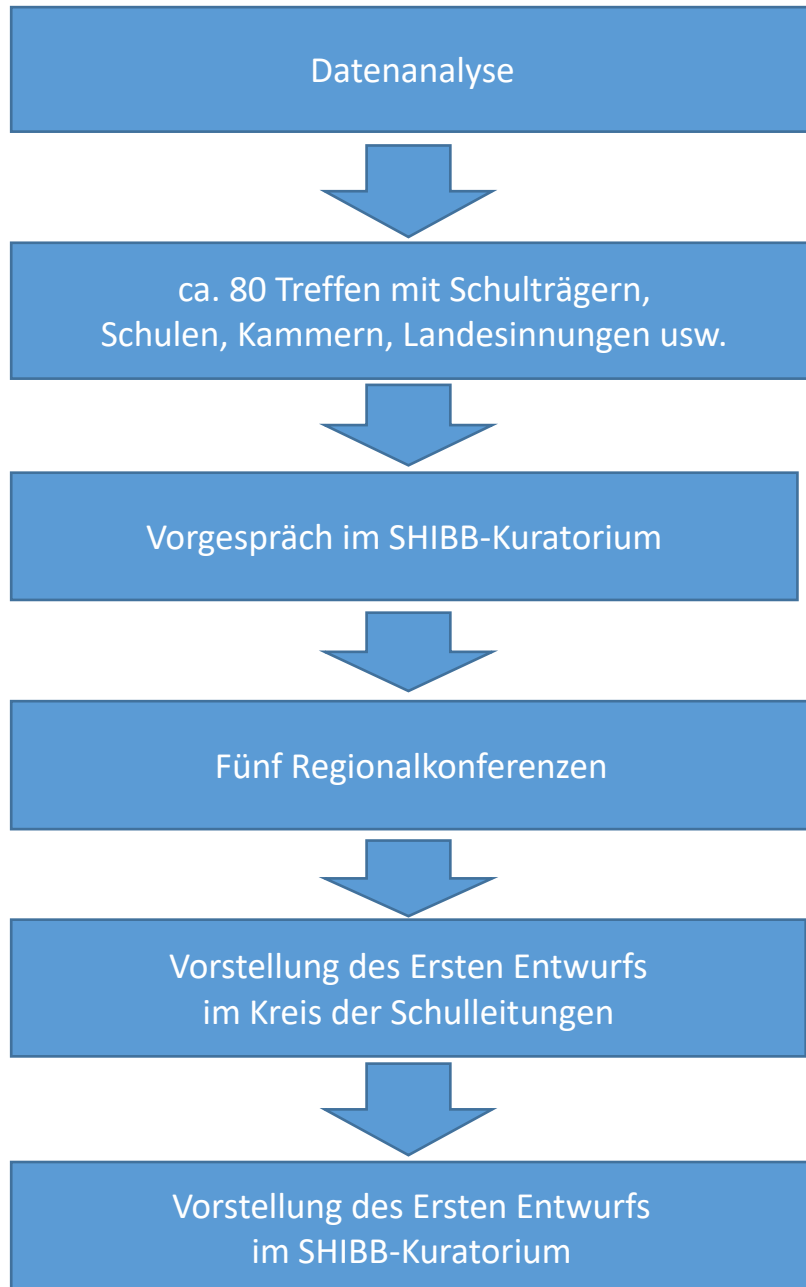 Datenanalyse
ca. 80 Treffen mit Schulträgern,
Schulen, Kammern, Landesinnungen usw.
Vorgespräch im SHIBB-Kuratorium
Fünf Regionalkonferenzen
Vorstellung des Ersten Entwurfs
im Kreis der Schulleitungen
Vorstellung des Ersten Entwurfs
im SHIBB-Kuratorium